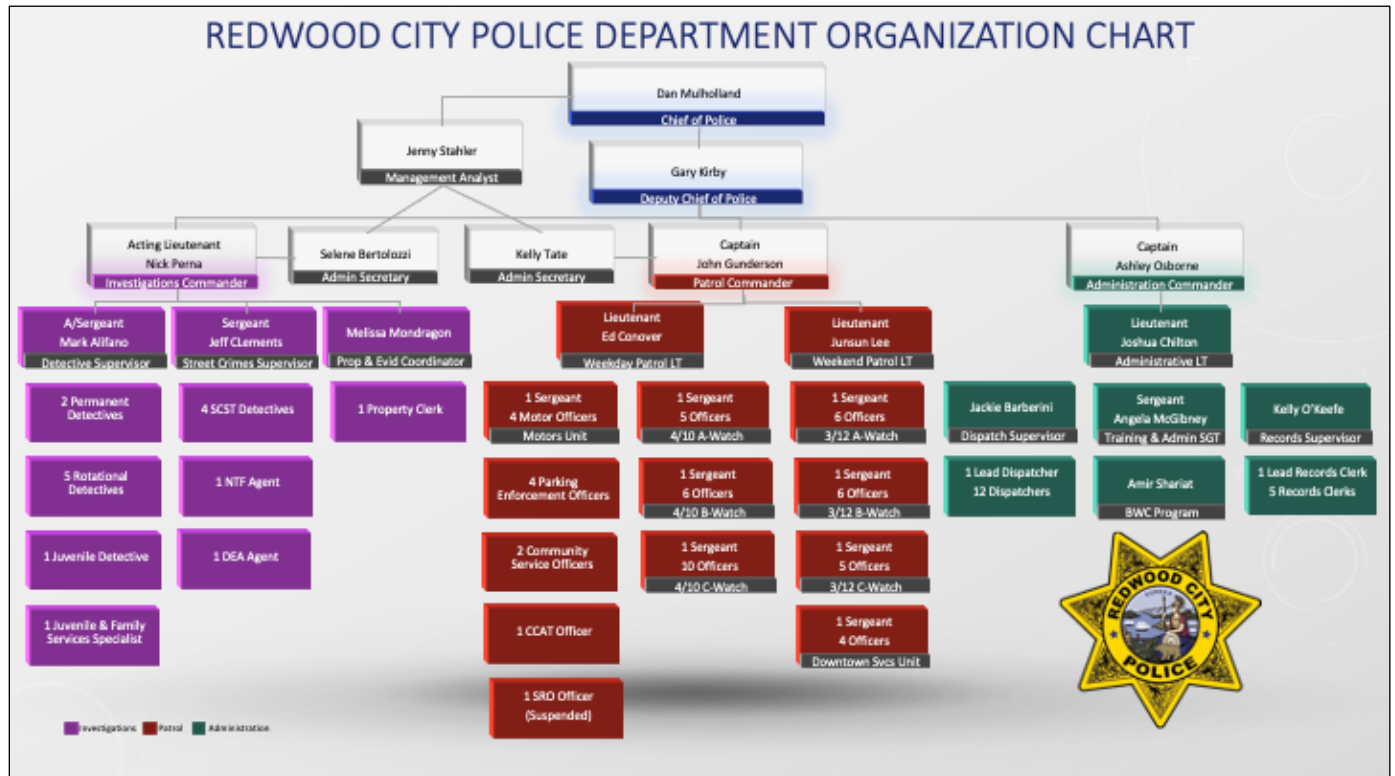 REDWOOD CITY POLICE DEPARTMENT ORGANIZATION CHART
Dan Mulholland
Chief of Police
Jenny Stahler
Management Analyst
Gary Kirby
Deputy Chief of Police
Acting Lieutenant
Nick Perna
Investigations Commander
Selene Bertolozzi
Admin Secretary
Kelly Tate
Admin Secretary
Captain
John Gunderson
Patrol Commander
Captain
Ashley Osborne
Administration Commander
A/Sergeant
Mark Alifano
Detective Supervisor
Sergeant
Jeff CLements
Street Crimes Supervisor
Melissa Mondragon
Prop & Evid Coordinator
Lieutenant
Ed Conover
Weekday Patrol LT
Lieutenant
Junsun Lee
Weekend Patrol LT
Lieutenant
Joshua Chilton
Administrative LT
2 Permanent
Detectives
4 SCST Detectives
1 Property Clerk
1 Sergeant
4 Motor Officers
Motors Unit
1 Sergeant
5 Officers
4/10 A-Watch
1 Sergeant
6 Officers
3/12 A-Watch
Jackie Barberini
Dispatch Supervisor
Sergeant
Angela McGibney
Training & Admin SGT
Kelly O'Keefe
Records Supervisor
5 Rotational
Detectives
1 NTF Agent
4 Parking
Enforcement Officers
1 Sergeant
6 Officers
4/10 B-Watch
1 Sergeant
6 Officers
3/12 B-Watch
1 Lead Dispatcher
12 Dispatchers
Amir Shariat
BWC Program
1 Lead Records Clerk
5 Records Clerks
1 Juvenile Detective
1 DEA Agent
2 Community
Service Officers
1 Sergeant
10 Officers
4/10 C-Watch
1 Sergeant
5 Officers
3/12 C-Watch
1 Juvenile & Family
Services Specialist
1 CCAT Officer
1 Sergeant
4 Officers
Downtown Svcs Unit
1 SRO Officer
(Suspended)
REDWOOD CITY
POLICE
Investigations Patrol Administration